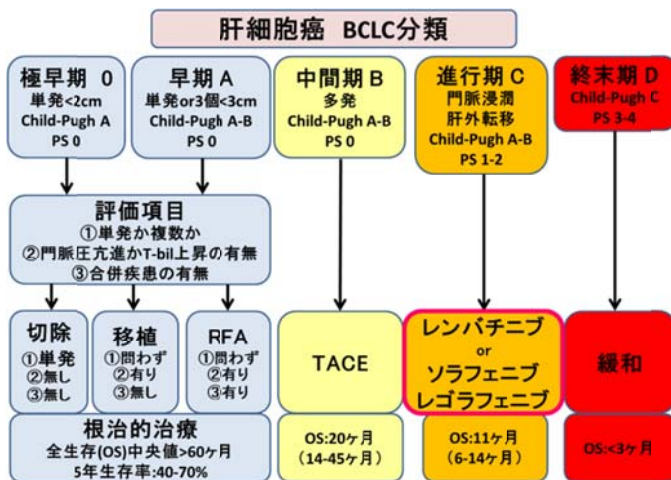 肝細胞癌 BCLC分類
極早期 0
単発<2cm
Child-Pugh A
PS 0
早期 A
単発or3個<3cm
Child-Pugh A-B
PS 0
中間期 B
多発
Child-Pugh A-B
PS 0
進行期 C
門脈浸潤
肝外転移
Child-Pugh A-B
PS 1-2
終末期 D
Child-Pugh C
PS 3-4
評価項目
①単発か複数か
②門脈圧亢進かT-bil上昇の有無
③合併疾患の有無
切除
①単発
②無し
③無し
移植
①問わず
②有り
③無し
RFA
①問わず
②有り
③有り
TACE
レンバチニブ
or
ソラフェニブ
レゴラフェニブ
緩和
根治的治療
全生存(OS)中央値>60ヶ月
5年生存率:40-70%
OS:20ヶ月
(14-45ヶ月)
OS:11ヶ月
(6-14ヶ月)
OS:<3ヶ月